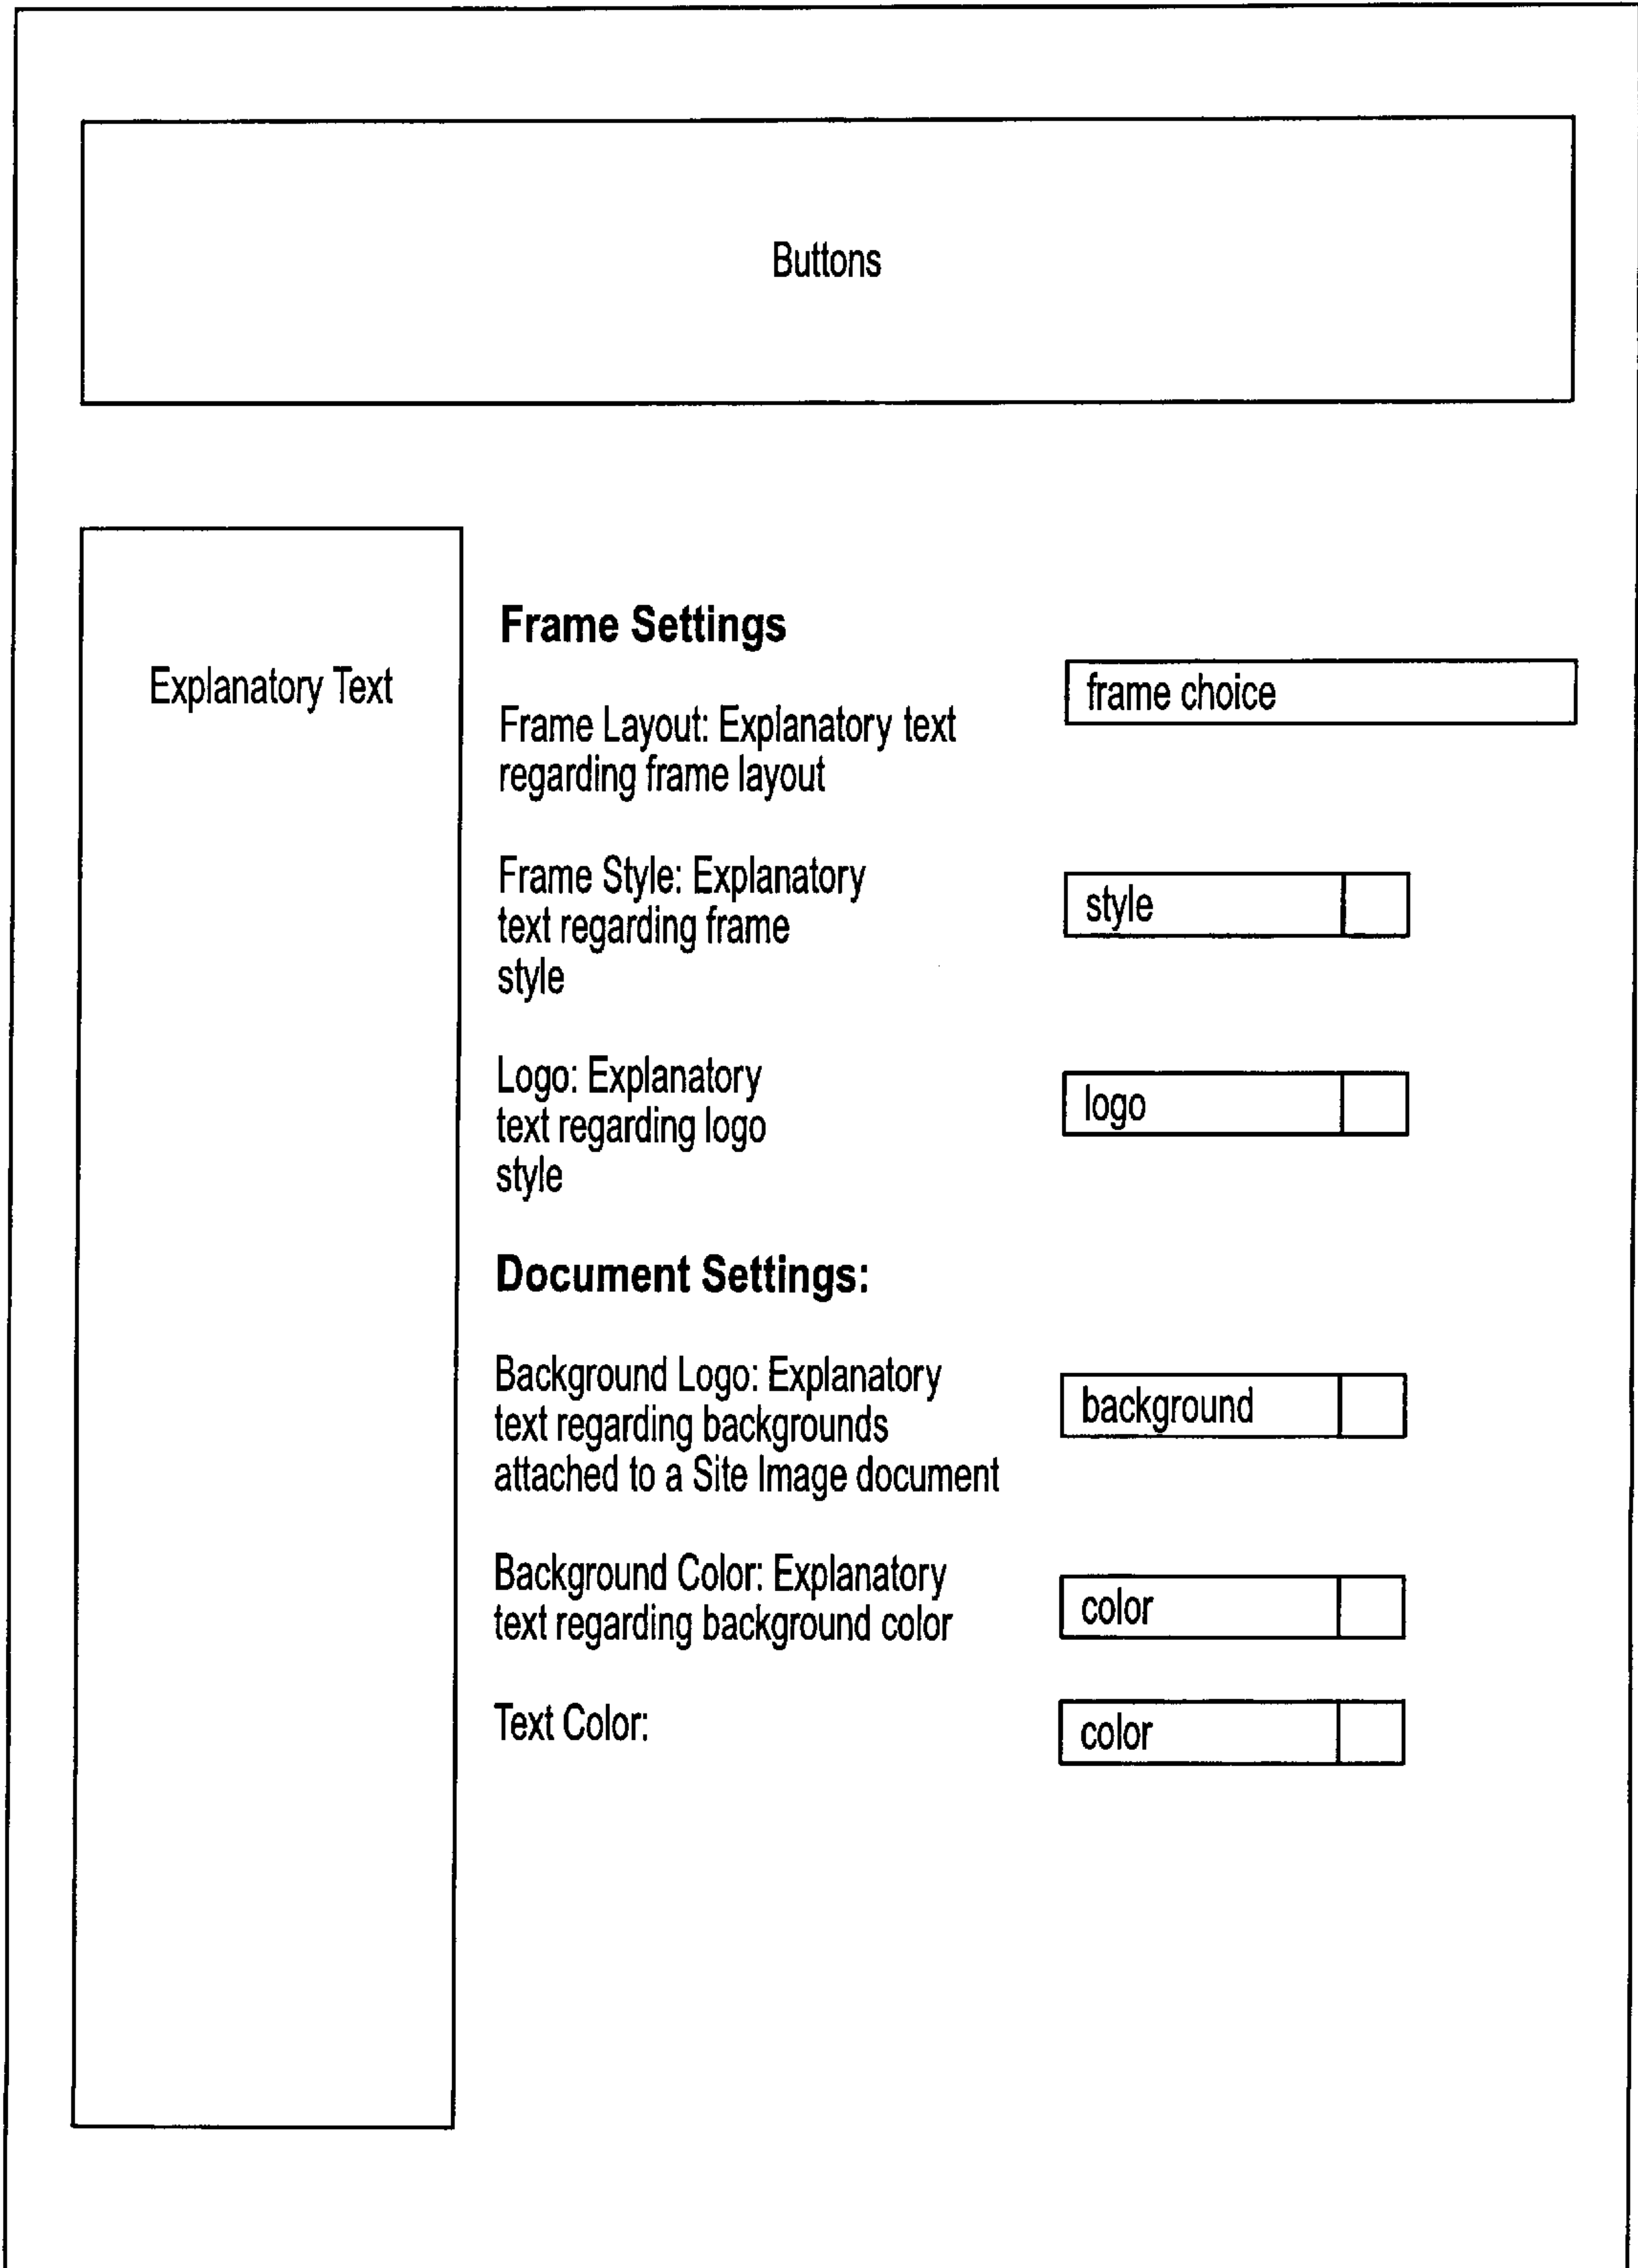 Buttons
Explanatory Text
Frame Settings
frame choice
Frame Layout: Explanatory text
regarding frame layout
Frame Style: Explanatory
text regarding frame
style
style
Logo: Explanatory
text regarding logo
style
logo
Document Settings:
Background Logo: Explanatory
text regarding backgrounds
attached to a Site Image document
background
Background Color: Explanatory
text regarding background color
color
Text Color:
color